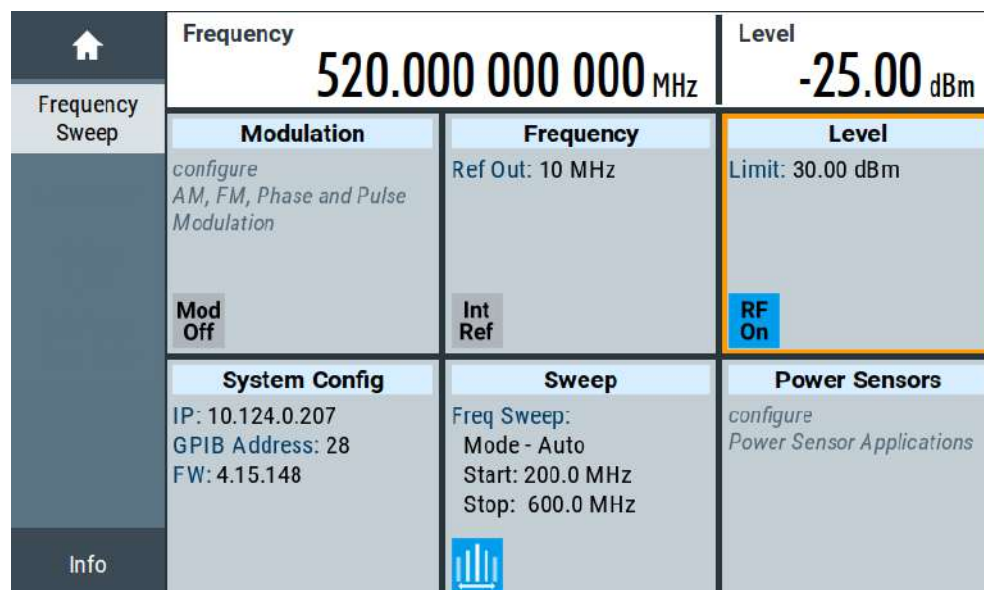 Frequency
520.000 000 000 MHz
Level
-25.00 dBm
Frequency
Sweep
Modulation
configure
AM, FM, Phase and Pulse
Modulation
Mod
Off
Frequency
Ref Out: 10 MHz
Int
Ref
Level
Limit: 30.00 dBm
RF
On
System Config
IP: 10.124.0.207
GPIB Address: 28
FW: 4.15.148
Sweep
Freq Sweep:
Mode - Auto
Start: 200.0 MHz
Stop: 600.0 MHz
Power Sensors
configure
Power Sensor Applications
Info